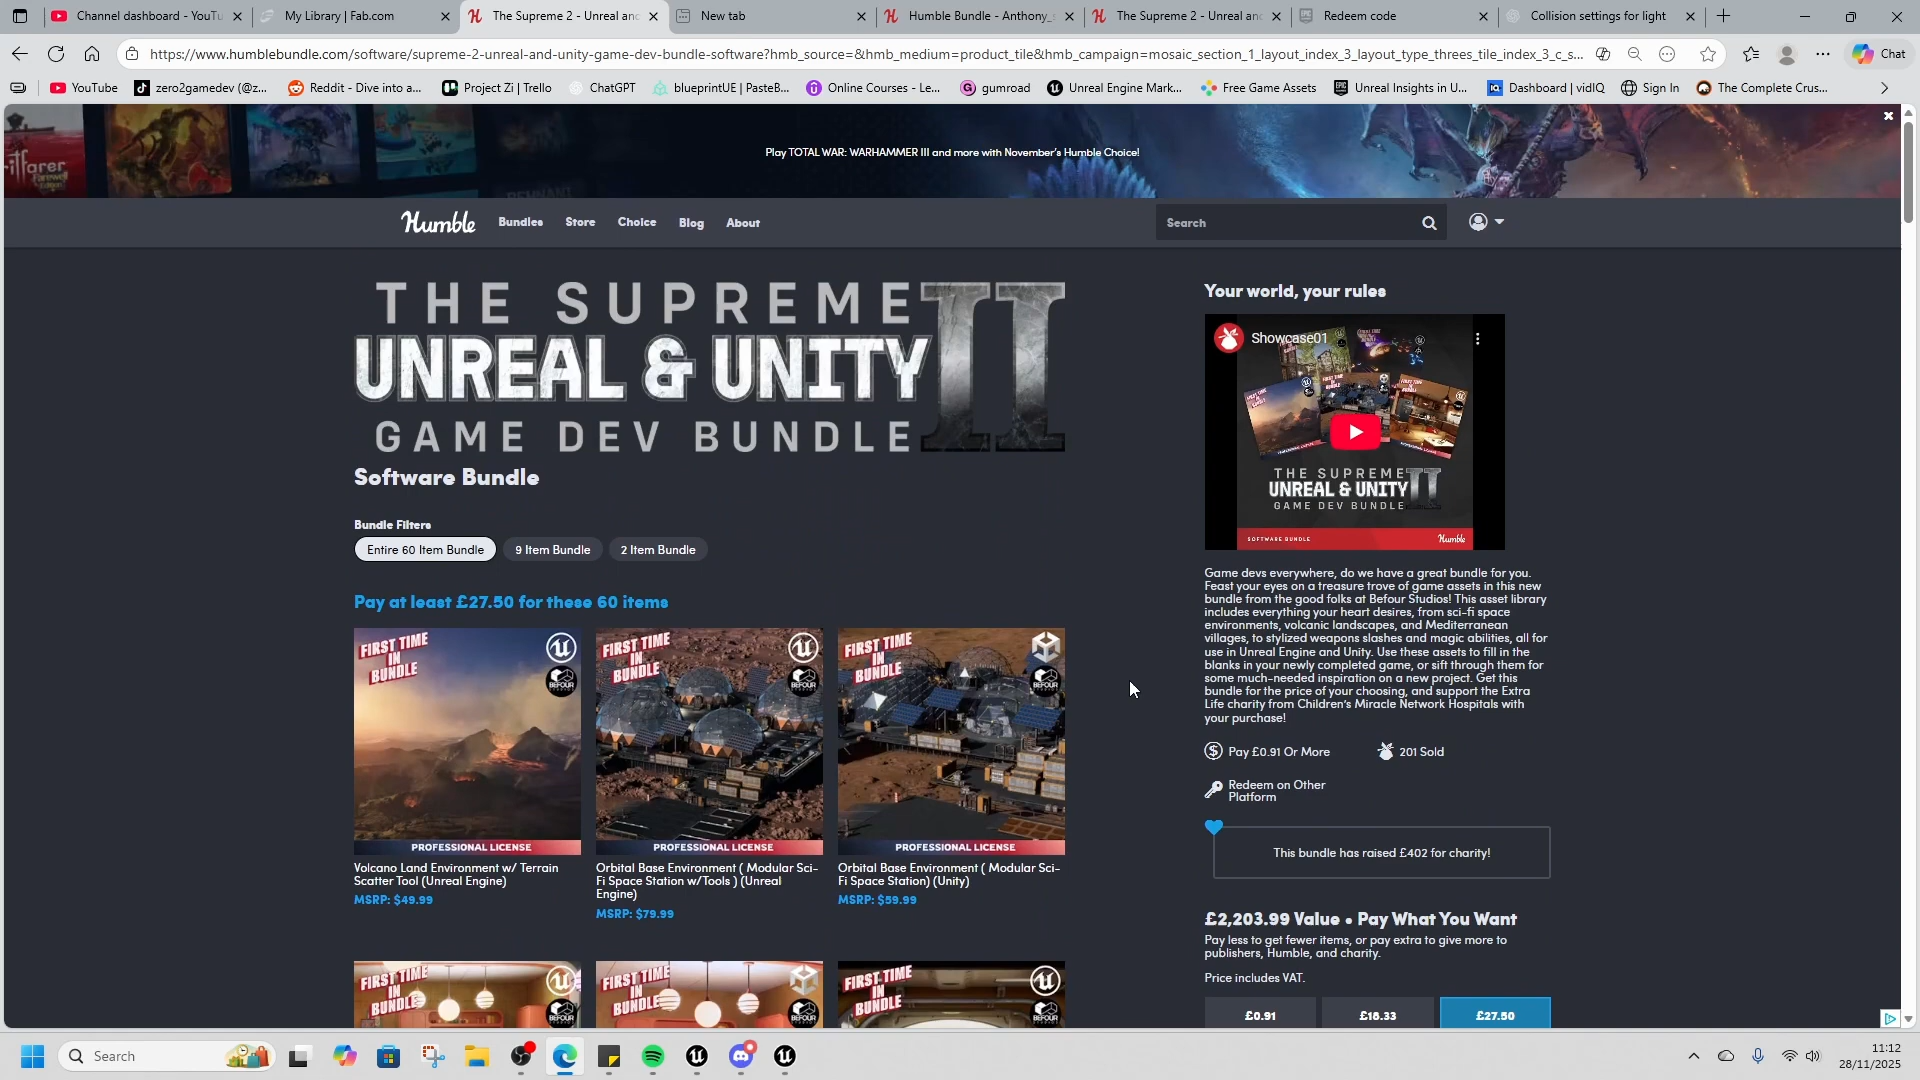 Channel dashboard - YouTu
My Library | Fab.com
The Supreme 2 - Unreal and
New tab
Humble Bundle - Anthony_
The Supreme 2 - Unreal and
Redeem code
Collision settings for light
https://www.humblebundle.com/software/supreme-2-unreal-and-unity-game-dev-bundle-software?hmb_source=&hmb_medium=product_tile&hmb_campaign=mosaic_section_1_layout_index_3_layout_type_threes_tile_index_3_c_s...
Chat
YouTube
zero2gamedev (@z...
Reddit - Dive into a...
Project Zi | Trello
ChatGPT
blueprintUE | PasteB...
Online Courses - Le...
gumroad
Unreal Engine Mark...
Free Game Assets
Unreal Insights in U...
Dashboard | vidIQ
Sign In
The Complete Crus...
Play TOTAL WAR: WARHAMMER III and more with November's Humble Choice!
Humble
Bundles
Store
Choice
Blog
About
Search
THE SUPREME
UNREAL & UNITY II
GAME DEV BUNDLE
Software Bundle
Bundle Filters
Entire 60 Item Bundle
9 Item Bundle
2 Item Bundle
Pay at least £27.50 for these 60 items
FIRST TIME
IN
BUNDLE
BEFOUR
PROFESSIONAL LICENSE
Volcano Land Environment w/ Terrain
Scatter Tool (Unreal Engine)
MSRP: $49.99
FIRST TIME
IN
BUNDLE
BEFOUR
PROFESSIONAL LICENSE
Orbital Base Environment ( Modular Sci-
Fi Space Station w/Tools ) (Unreal
Engine)
MSRP: $79.99
FIRST TIME
IN
BUNDLE
BEFOUR
PROFESSIONAL LICENSE
Orbital Base Environment ( Modular Sci-
Fi Space Station) (Unity)
MSRP: $59.99
FIRST TIME
IN
BUNDLE
BEFOUR
FIRST TIME
IN
BUNDLE
BEFOUR
FIRST TIME
IN
BUNDLE
BEFOUR
Your world, your rules
Showcase01
THE SUPREME
UNREAL & UNITY II
GAME DEV BUNDLE
SOFTWARE BUNDLE
Humble
Game devs everywhere, do we have a great bundle for you.
Feast your eyes on a treasure trove of game assets in this new
bundle from the good folks at Befour Studios! This asset library
includes everything your heart desires, from sci-fi space
environments, volcanic landscapes, and Mediterranean
villages, to stylized weapons slashes and magic abilities, all for
use in Unreal Engine and Unity. Use these assets to fill in the
blanks in your newly completed game, or sift through them for
some much-needed inspiration on a new project. Get this
bundle for the price of your choosing, and support the Extra
Life charity from Children's Miracle Network Hospitals with
your purchase!
Pay £0.91 Or More
201 Sold
Redeem on Other
Platform
This bundle has raised £402 for charity!
£2,203.99 Value • Pay What You Want
Pay less to get fewer items, or pay extra to give more to
publishers, Humble, and charity.
Price includes VAT.
£0.91
£18.33
£27.50
Search
11:12
28/11/2025